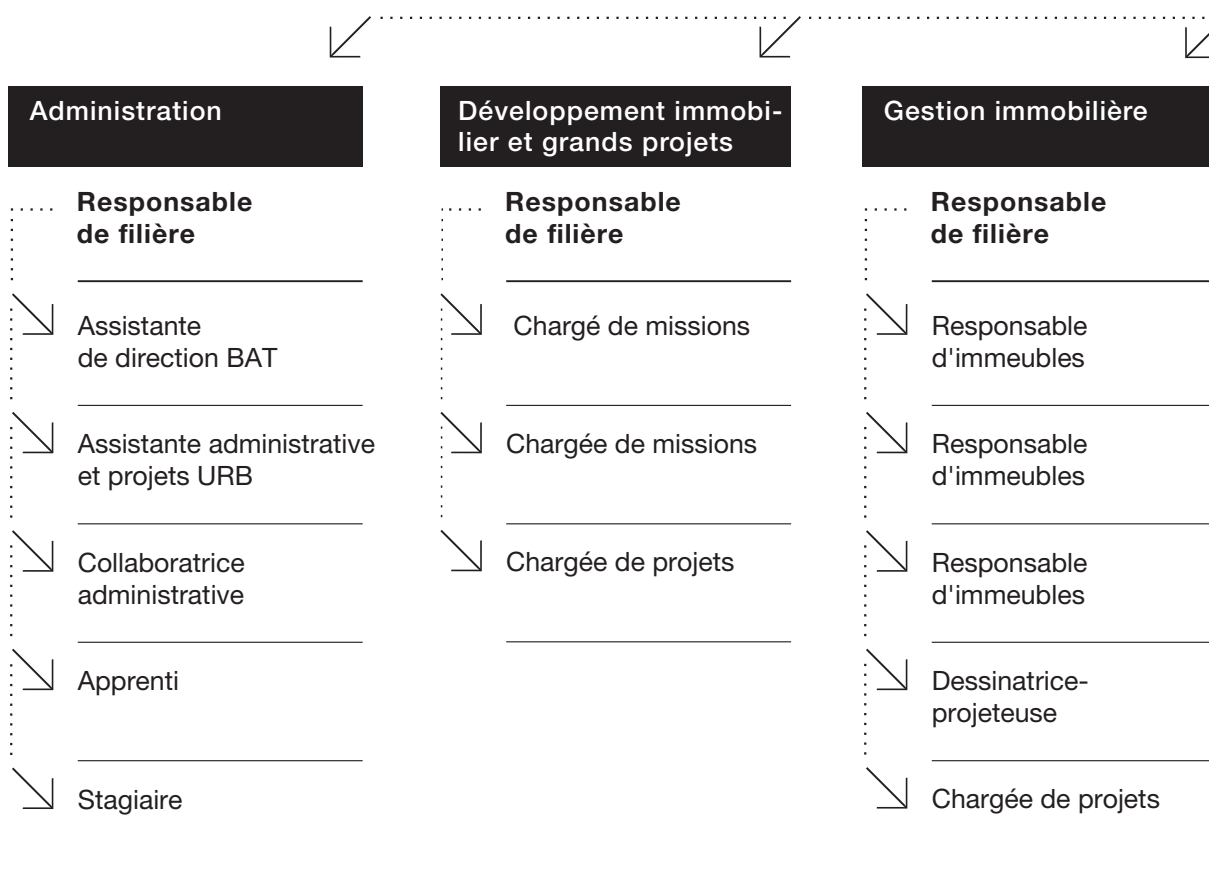 Administration
Responsable
de filière
Assistante
de direction BAT
Assistante administrative
et projets URB
Collaboratrice
administrative
Apprenti
Stagiaire
Développement immobi-
lier et grands projets
Responsable
de filière
Chargé de missions
Chargée de missions
Chargée de projets
Gestion immobilière
Responsable
de filière
Responsable
d'immeubles
Responsable
d'immeubles
Responsable
d'immeubles
Dessinatrice-
projeteuse
Chargée de projets